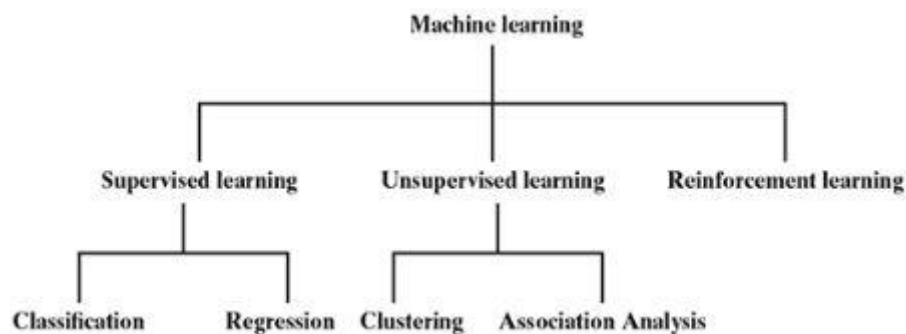 Machine learning
Supervised learning Unsupervised learning Reinforcement learning
Classification Regression Clustering Association Analysis